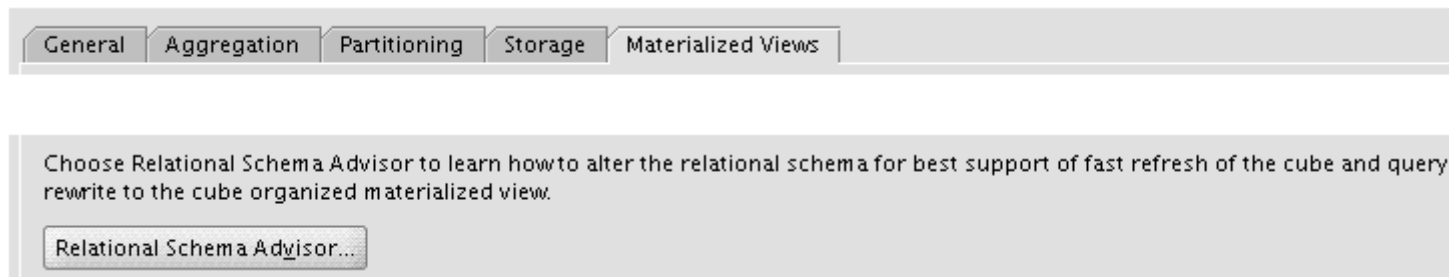 General Aggregation Partitioning Storage Materialized Views
Choose Relational Schema Advisor to learn how to alter the relational schema for best support of fast refresh of the cube and query
rewrite to the cube organized materialized view.
Relational Schema Advisor...